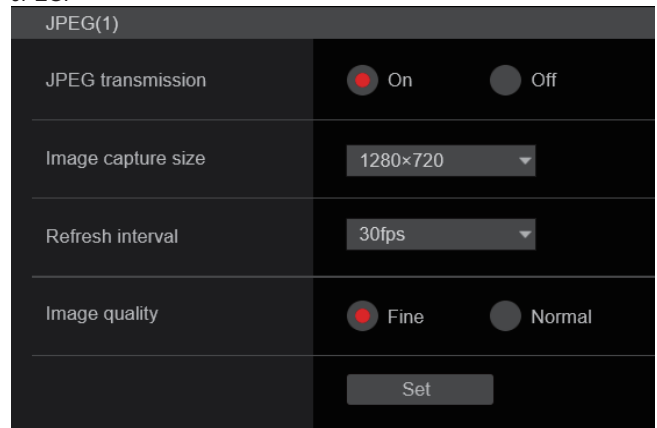 JPEG(1)
JPEG transmission On Off
Image capture size 1280×720
Refresh interval 30fps
Image quality Fine Normal
Set